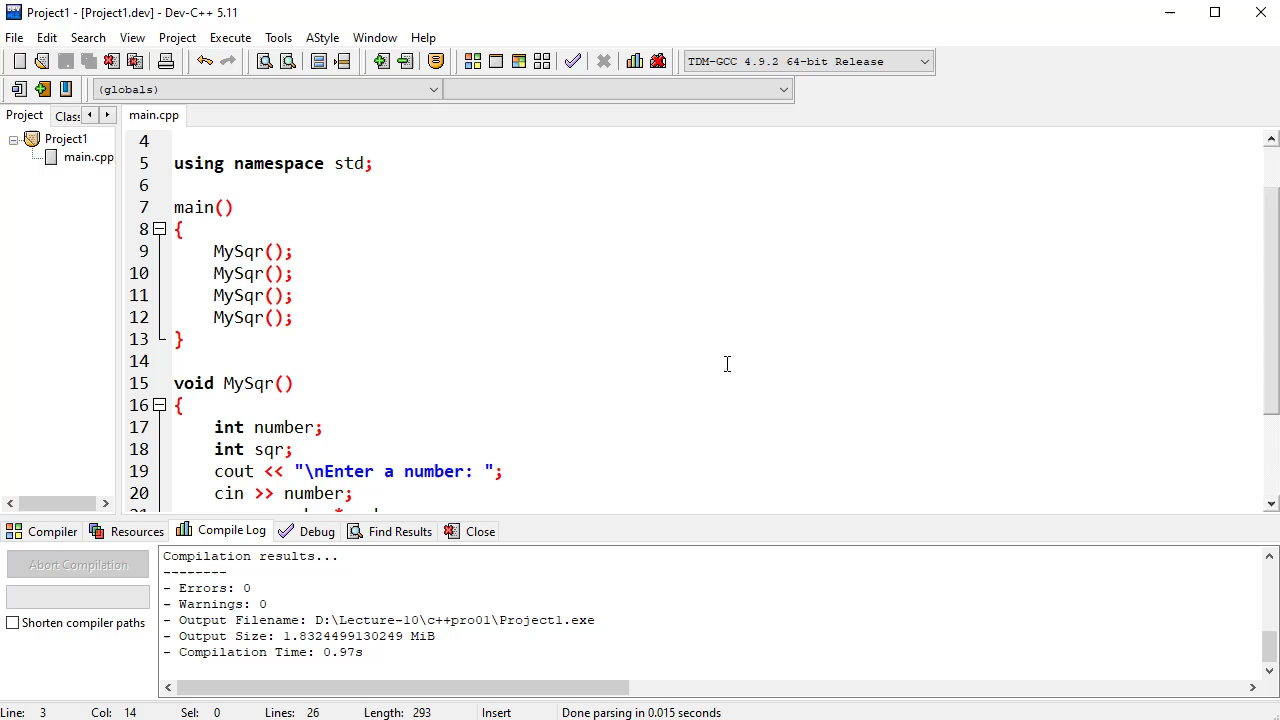 Project1 - [Project1.dev] - Dev-C++ 5.11
File Edit Search View Project Execute Tools AStyle Window Help
TDM-GCC 4.9.2 64-bit Release
(globals)
Project Class main.cpp
Project1
main.cpp
4
5 using namespace std;
6
7 main()
8 {
9 MySqr();
10 MySqr();
11 MySqr();
12 MySqr();
13 }
14
15 void MySqr()
16 {
17 int number;
18 int sqr;
19 cout << "\nEnter a number: ";
20 cin >> number;
Compiler Resources Compile Log Debug Find Results Close
Abort Compilation
Shorten compiler paths
Compilation results...
--------
- Errors: 0
- Warnings: 0
- Output Filename: D:\Lecture-10\c++pro01\Project1.exe
- Output Size: 1.8324499130249 MiB
- Compilation Time: 0.97s
Line: 3 Col: 14 Sel: 0 Lines: 26 Length: 293 Insert Done parsing in 0.015 seconds